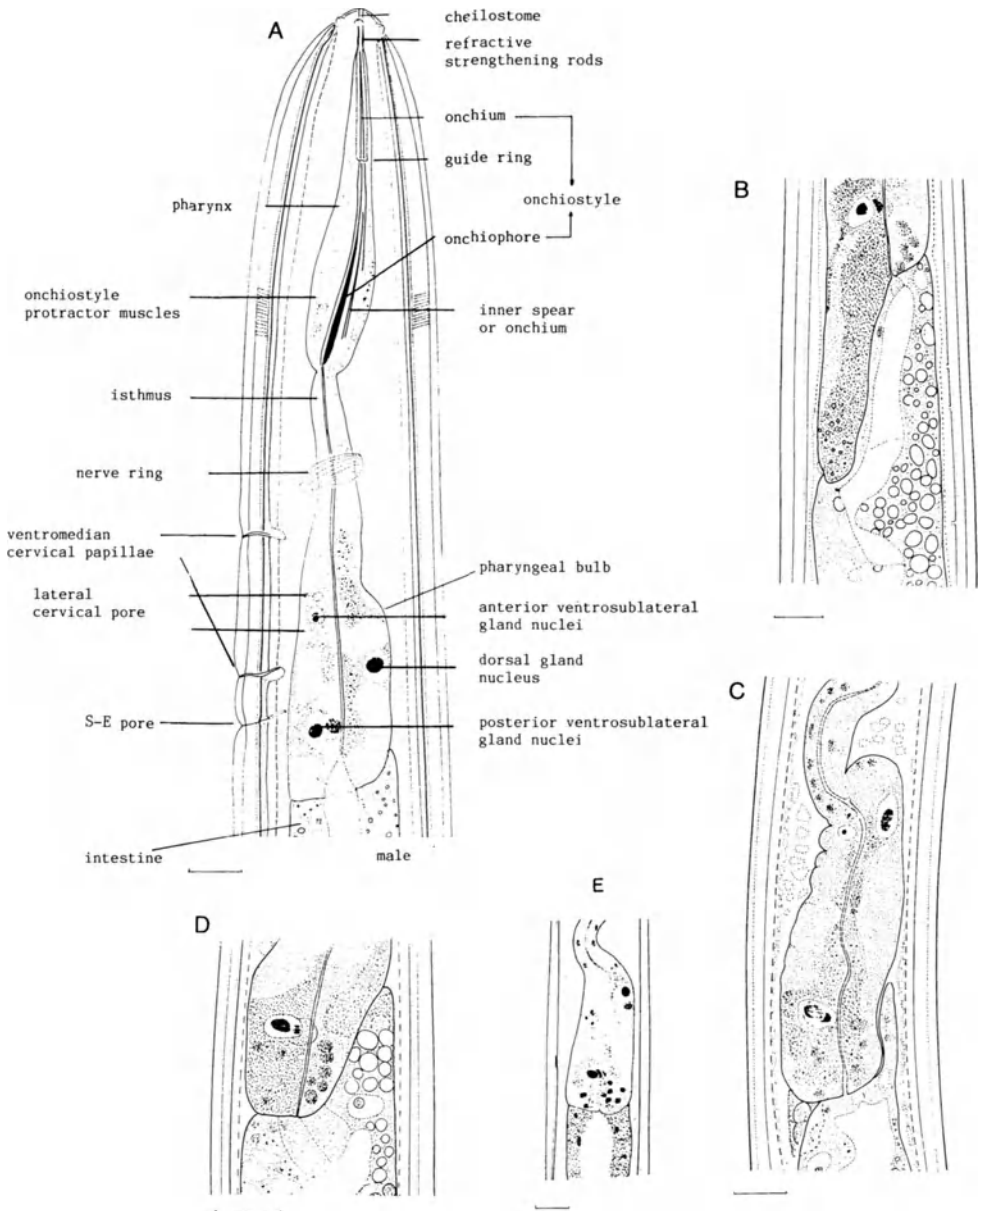 A
cheilostome
refractive
strengthening rods
onchium
guide ring
onchiostyle
pharynx
onchiophore
onchiostyle
protractor muscles
inner spear
or onchium
isthmus
nerve ring
ventromedian
cervical papillae
pharyngeal bulb
lateral
cervical pore
anterior ventrosublateral
gland nuclei
dorsal gland
nucleus
S-E pore
posterior ventrosublateral
gland nuclei
intestine
male
B
C
D
E